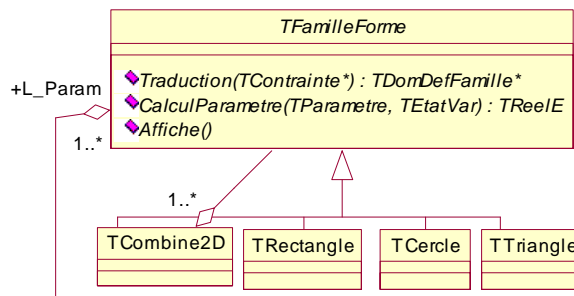 TFamilleForme
Traduction(TContrainte*) : TDomDefFamille*
+L_Param
CalculParametre(TParametre, TEtatVar) : TReelE
Affiche()
1..*
1..*
TCombine2D
TRectangle
TCercle
TTriangle